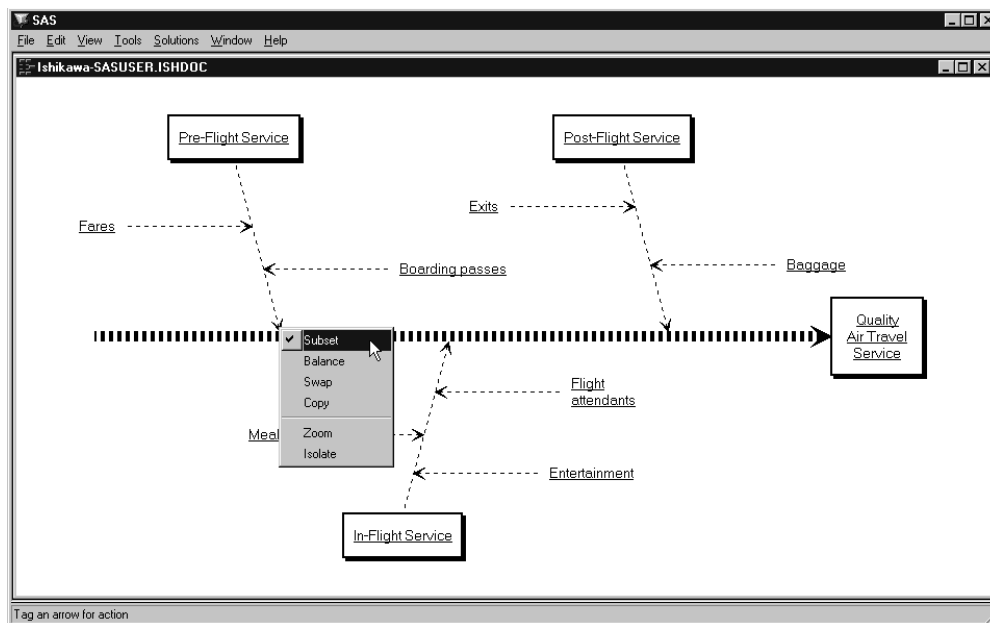 SAS
File Edit View Tools Solutions Window Help
Ishikawa-SASUSER.ISHDOC
Pre-Flight Service
Post-Flight Service
Exits
Fares
Boarding passes
Baggage
Quality
Air Travel
Service
Subset
Balance
Swap
Copy
Zoom
Isolate
Flight
attendants
Entertainment
In-Flight Service
Tag an arrow for action